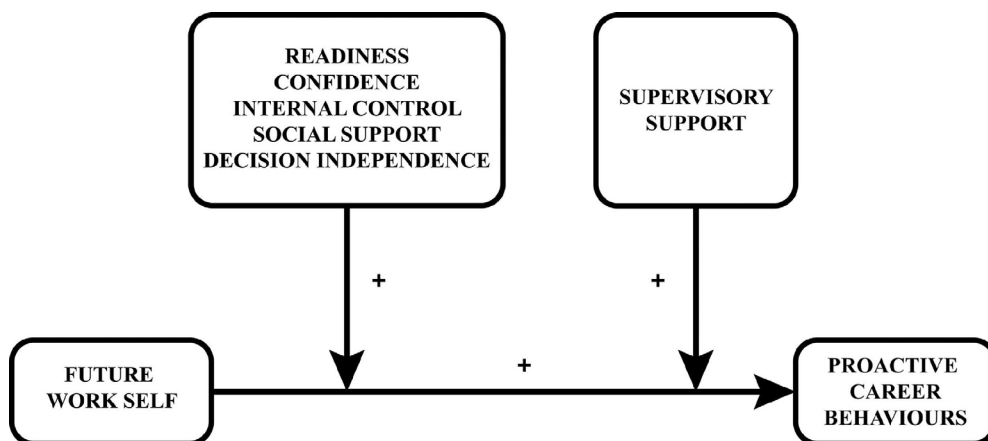 READINESS
CONFIDENCE
INTERNAL CONTROL
SOCIAL SUPPORT
DECISION INDEPENDENCE
SUPERVISORY
SUPPORT
+
+
+
FUTURE
WORK SELF
PROACTIVE
CAREER
BEHAVIOURS